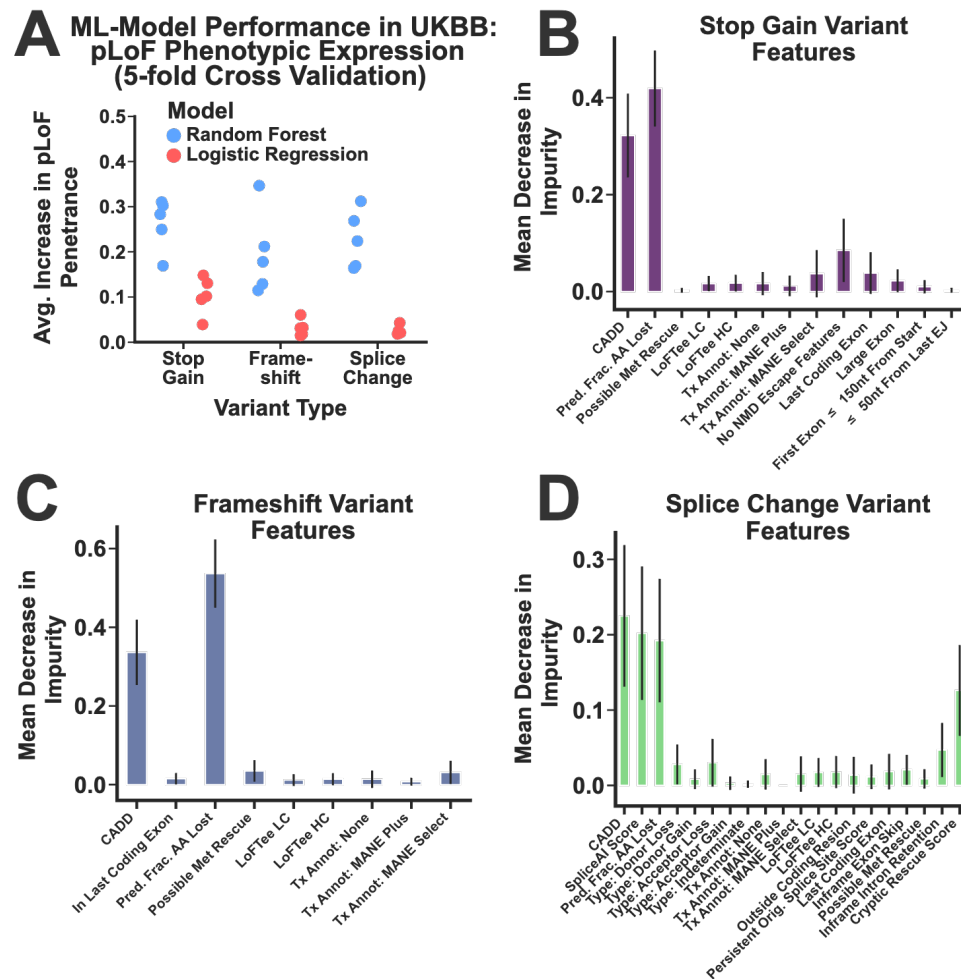 A
ML-Model Performance in UKBB:
pLoF Phenotypic Expression
(5-fold Cross Validation)
Model
Random Forest
Logistic Regression
Avg. Increase in pLoF
Penetrance
0.5
0.4
0.3
0.2
0.1
0.0
Stop
Gain
Frame-
shift
Splice
Change
Variant Type
B
Stop Gain Variant
Features
Mean Decrease in
Impurity
0.4
0.2
0.0
CADD
Pred. Frac. AA Lost
Possible Met Rescue
LoFTee LC
LoFTee HC
Tx Annot: None
Tx Annot: MANE Plus
Tx Annot: MANE Select
No NMD Escape Features
Last Coding Exon
Large Exon
First Exon ≤ 150nt From Start
≤ 50nt From Last EJ
C
Frameshift Variant
Features
Mean Decrease in
Impurity
0.6
0.4
0.2
0.0
CADD
In Last Coding Exon
Pred. Frac. AA Lost
Possible Met Rescue
LoFTee LC
LoFTee HC
Tx Annot: None
Tx Annot: MANE Plus
Tx Annot: MANE Select
D
Splice Change Variant
Features
Mean Decrease in
Impurity
0.3
0.2
0.1
0.0
CADD
SpliceAI Score
Pred. Frac. AA Lost
Type: Donor Loss
Type: Donor Gain
Type: Acceptor Loss
Type: Acceptor Gain
Type: Indeterminate
Tx Annot: None
Tx Annot: MANE Plus
Tx Annot: MANE Select
LoFTee LC
LoFTee HC
Outside Coding Region
Persistent Orig. Splice Site Score
Last Coding Exon
Inframe Exon Skip
Possible Met Rescue
Inframe Intron Retention
Cryptic Rescue Score